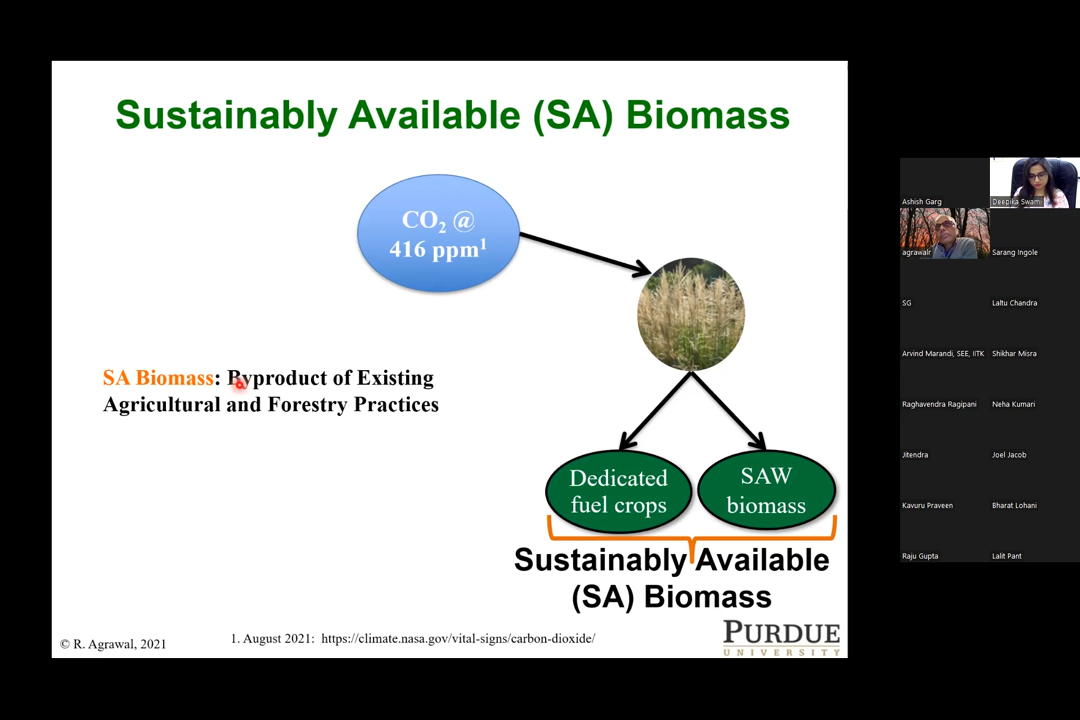 Sustainably Available (SA) Biomass
CO₂ @
416 ppm¹
SA Biomass: Byproduct of Existing
Agricultural and Forestry Practices
Dedicated
fuel crops
SAW
biomass
Sustainably Available
(SA) Biomass
© R. Agrawal, 2021
1. August 2021: https://climate.nasa.gov/vital-signs/carbon-dioxide/
PURDUE
UNIVERSITY
Ashish Garg
Deepika Swami
agrawalr
Sarang Ingole
SG
Laltu Chandra
Arvind Marandi, SEE, IITK
Shikhar Misra
Raghavendra Ragipani
Neha Kumari
Jitendra
Joel Jacob
Kavuru Praveen
Bharat Lohani
Raju Gupta
Lalit Pant